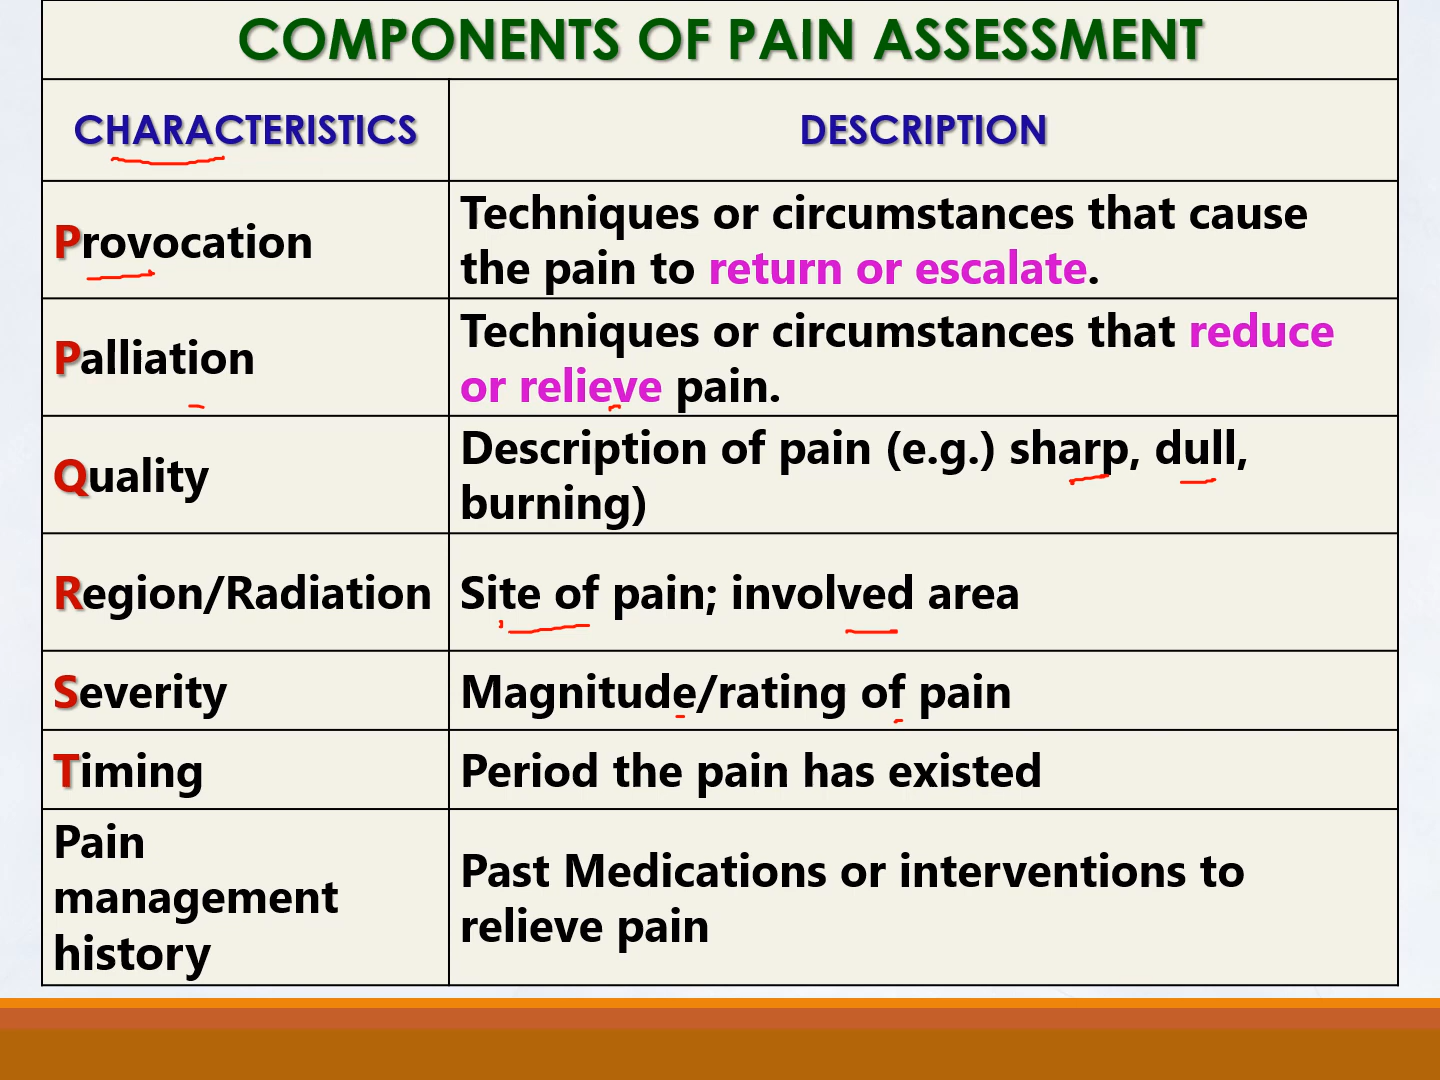 COMPONENTS OF PAIN ASSESSMENT
CHARACTERISTICS
DESCRIPTION
Provocation
Techniques or circumstances that cause
the pain to return or escalate.
Palliation
Techniques or circumstances that reduce
or relieve pain.
Quality
Description of pain (e.g.) sharp, dull,
burning)
Region/Radiation
Site of pain; involved area
Severity
Magnitude/rating of pain
Timing
Period the pain has existed
Pain
management
history
Past Medications or interventions to
relieve pain